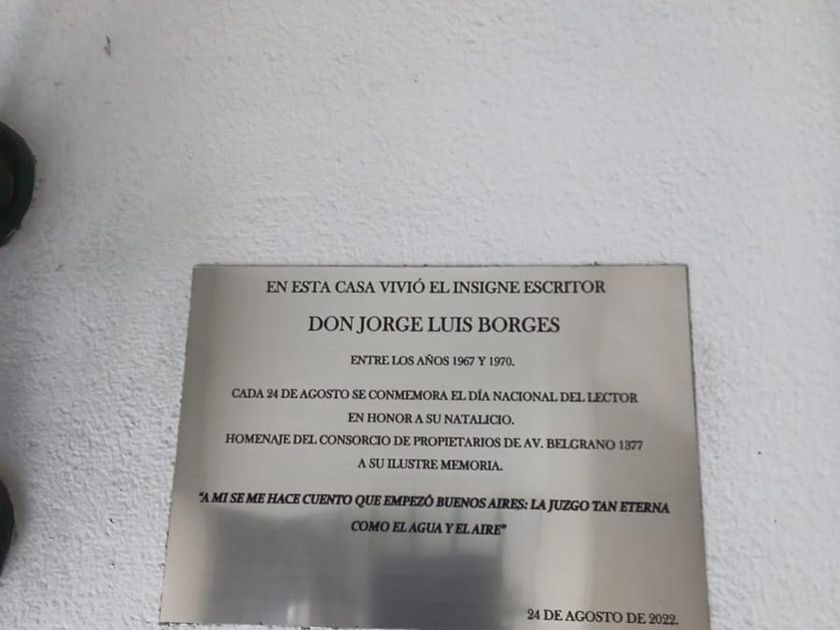 EN ESTA CASA VIVIÓ EL INSIGNE ESCRITOR
DON JORGE LUIS BORGES
ENTRE LOS AÑOS 1967 Y 1970.
CADA 24 DE AGOSTO SE CONMEMORA EL DÍA NACIONAL DEL LECTOR
EN HONOR A SU NATALICIO.
HOMENAJE DEL CONSORCIO DE PROPIETARIOS DE AV. BELGRANO 1377
A SU ILUSTRE MEMORIA.
"A MI SE ME HACE CUENTO QUE EMPEZÓ BUENOS AIRES: LA JUZGO TAN ETERNA
COMO EL AGUA Y EL AIRE"
24 DE AGOSTO DE 2022.